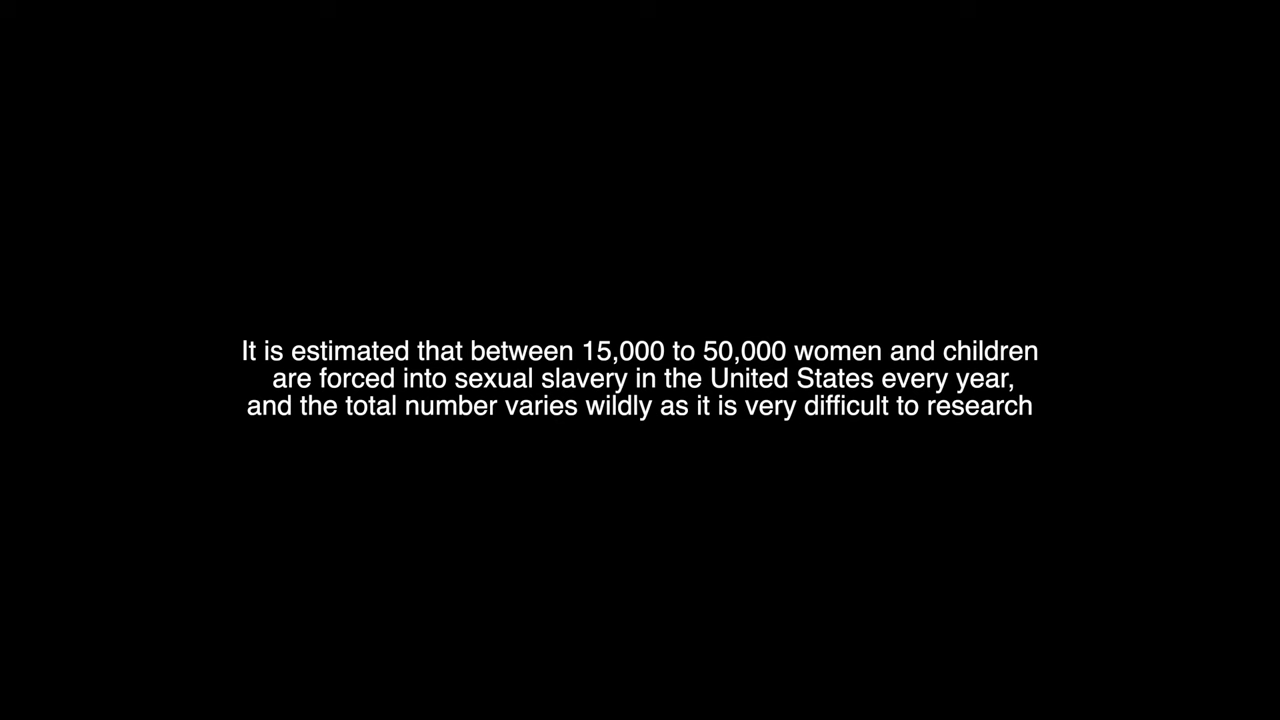 It is estimated that between 15,000 to 50,000 women and children
are forced into sexual slavery in the United States every year,
and the total number varies wildly as it is very difficult to research